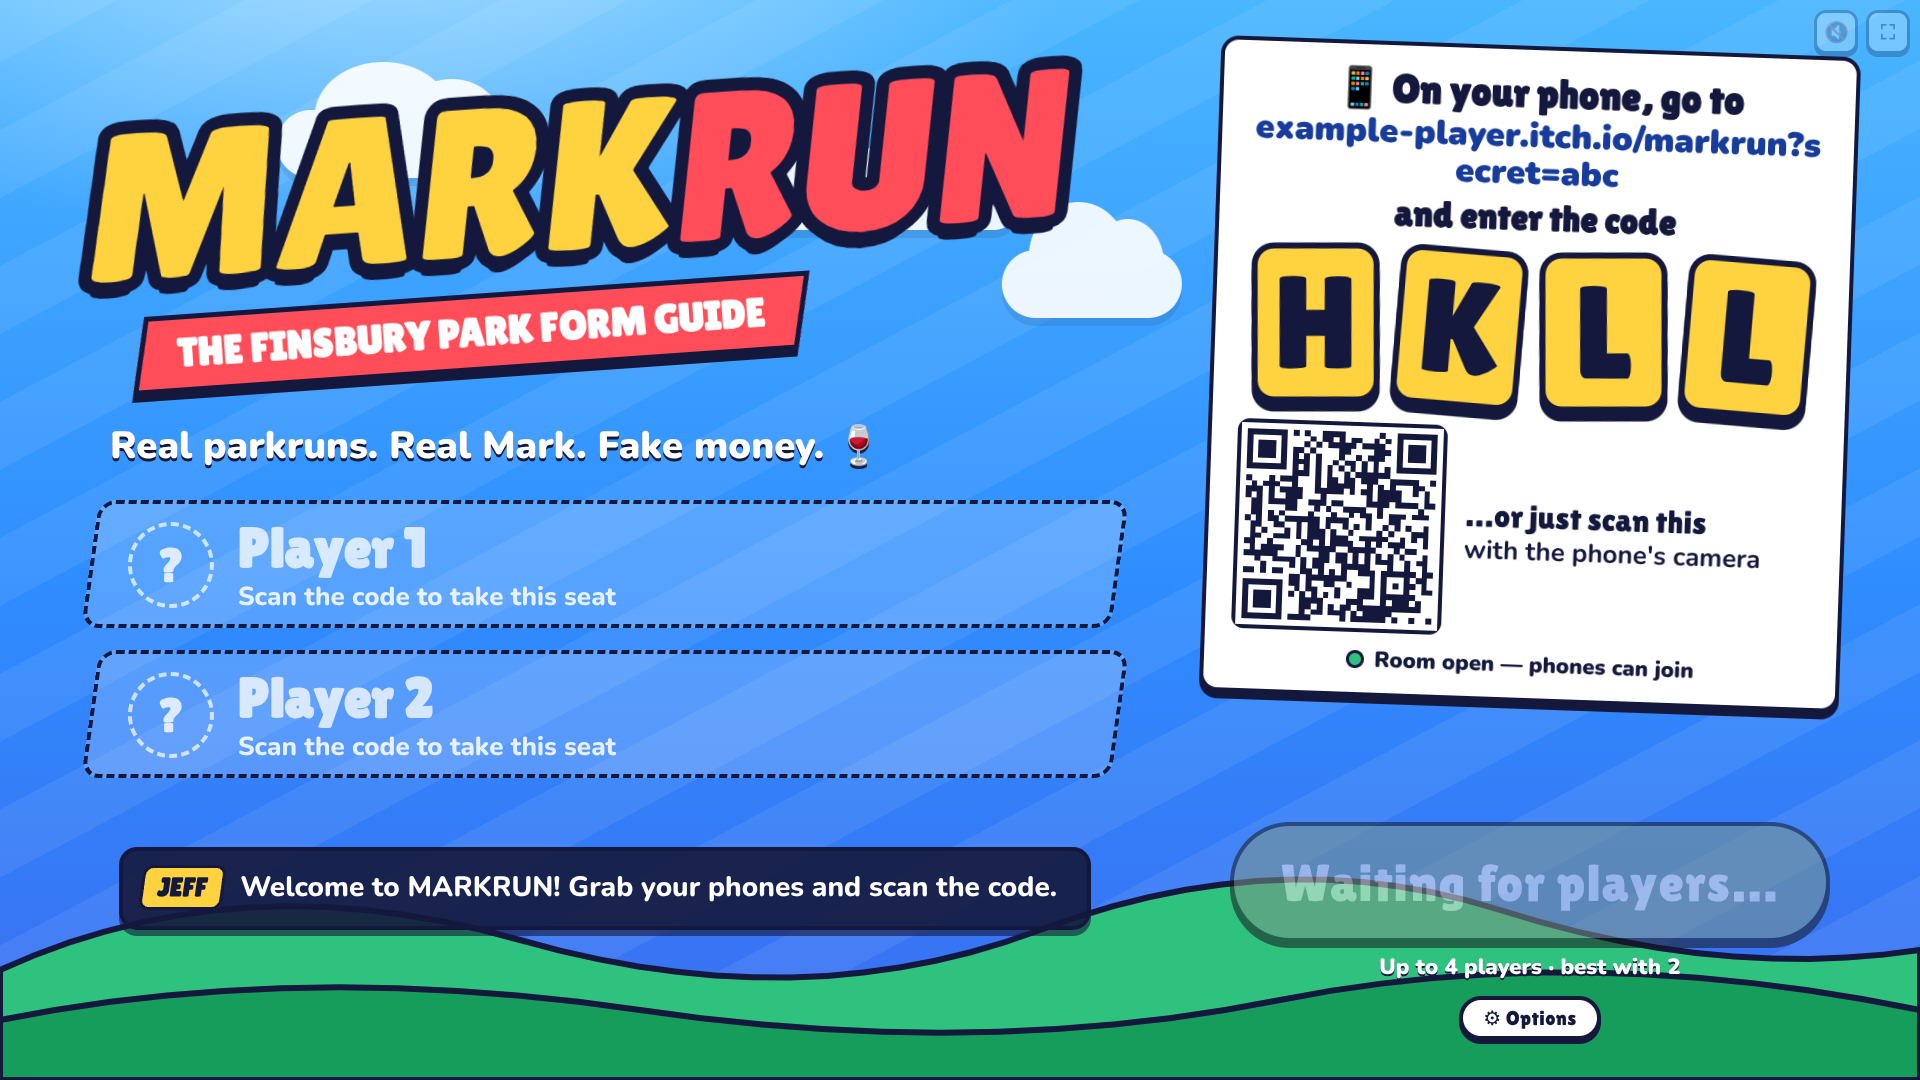 MARKRUN
THE FINSBURY PARK FORM GUIDE
Real parkruns. Real Mark. Fake money.
?
Player 1
Scan the code to take this seat
?
Player 2
Scan the code to take this seat
JEFF Welcome to MARKRUN! Grab your phones and scan the code.
On your phone, go to
example-player.itch.io/markrun?s
ecret=abc
and enter the code
HKLL
...or just scan this
with the phone's camera
Room open — phones can join
Waiting for players...
Up to 4 players · best with 2
Options